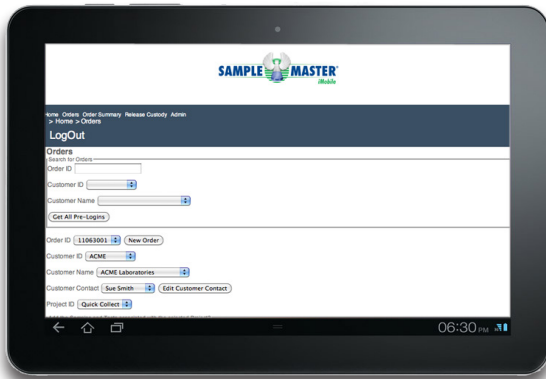 SAMPLE MASTER®
iMobile
Home Orders Order Summary Release Custody Admin
> Home > Orders
LogOut
Orders
Search for Orders
Order ID
Customer ID
Customer Name
Get All Pre-Logins
Order ID 11063001 New Order
Customer ID ACME
Customer Name ACME Laboratories
Customer Contact Sue Smith Edit Customer Contact
Project ID Quick Collect
06:30 PM